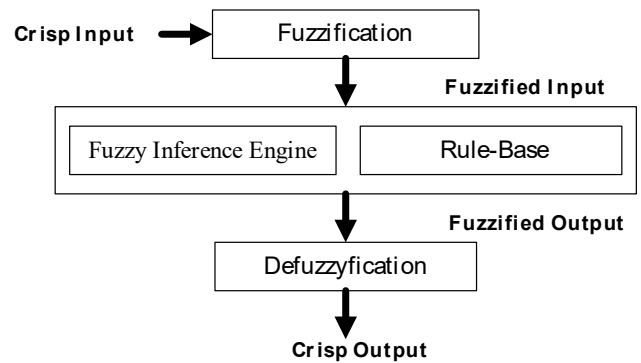 Crisp Input
Fuzzification
Fuzzified Input
Fuzzy Inference Engine
Rule-Base
Fuzzified Output
Defuzzyfication
Crisp Output